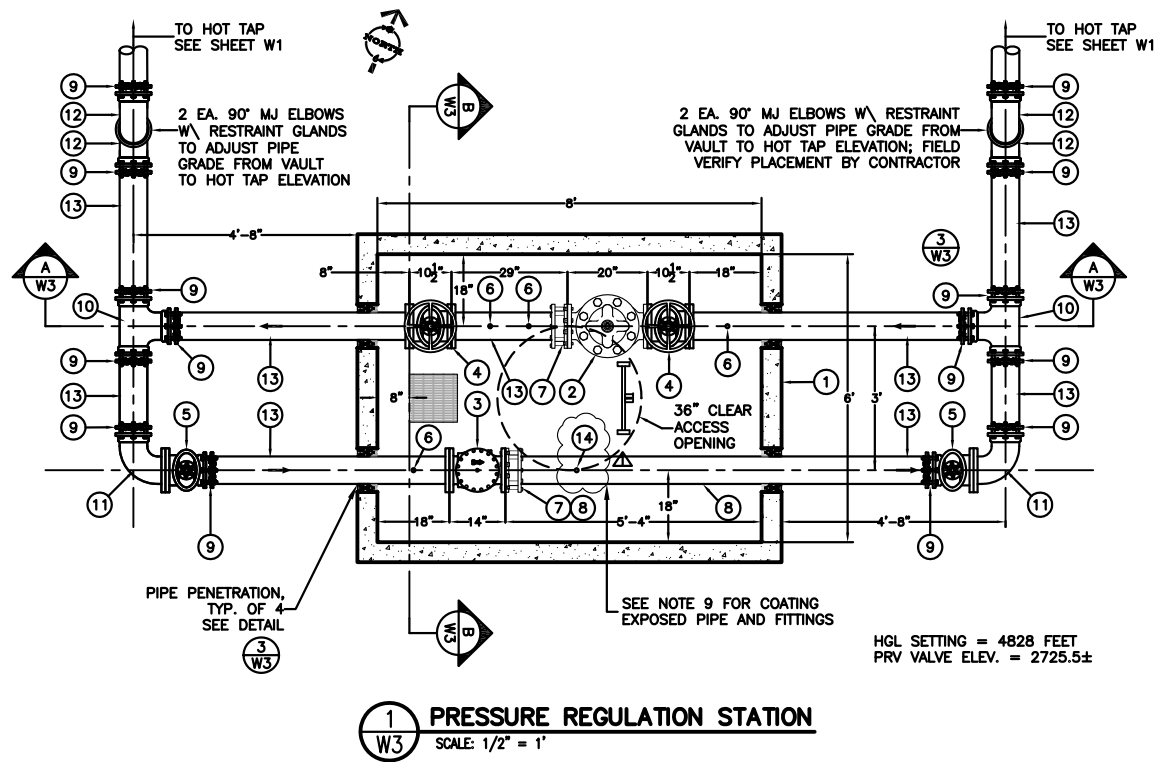 TO HOT TAP
SEE SHEET W1
NORTH
TO HOT TAP
SEE SHEET W1
9
12
12
9
13
2 EA. 90° MJ ELBOWS
W\ RESTRAINT GLANDS
TO ADJUST PIPE
GRADE FROM VAULT
TO HOT TAP ELEVATION
B
W3
2 EA. 90° MJ ELBOWS W\ RESTRAINT
GLANDS TO ADJUST PIPE GRADE FROM
VAULT TO HOT TAP ELEVATION; FIELD
VERIFY PLACEMENT BY CONTRACTOR
9
12
12
9
13
8'
4'-8"
A
W3
3
W3
A
W3
8" 10 1/2" 29" 20" 10 1/2" 18"
18"
9
6
6
9
10
10
6
9
13
4
13
7
2
4
1
13
9
9
9
13
13
8"
3
36" CLEAR
ACCESS
OPENING
6'
3'
9
5
6
14
13
5
13
9
11
9
7
8
8
9
11
18"
18" 14" 5'-4" 4'-8"
PIPE PENETRATION,
TYP. OF 4
SEE DETAIL
3
W3
B
W3
SEE NOTE 9 FOR COATING
EXPOSED PIPE AND FITTINGS
HGL SETTING = 4828 FEET
PRV VALVE ELEV. = 2725.5±
1
W3
PRESSURE REGULATION STATION
SCALE: 1/2" = 1'